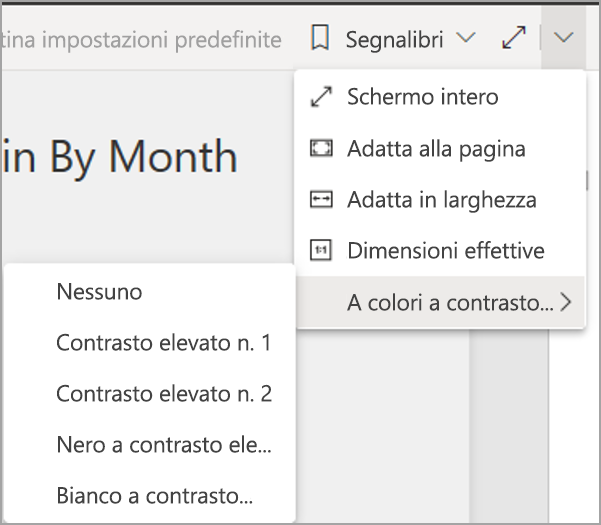 tina impostazioni predefinite Segnalibri
Schermo intero
in By Month
Adatta alla pagina
Adatta in larghezza
1:1 Dimensioni effettive
A colori a contrasto...
Nessuno
Contrasto elevato n. 1
Contrasto elevato n. 2
Nero a contrasto ele...
Bianco a contrasto...